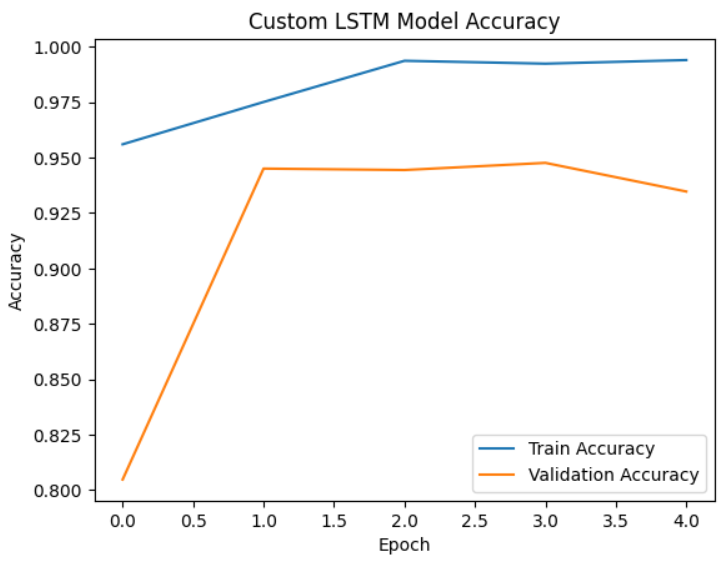 Custom LSTM Model Accuracy
1.000
0.975
0.950
0.925
0.900
0.875
0.850
0.825
0.800
Accuracy
Train Accuracy
Validation Accuracy
0.0 0.5 1.0 1.5 2.0 2.5 3.0 3.5 4.0
Epoch